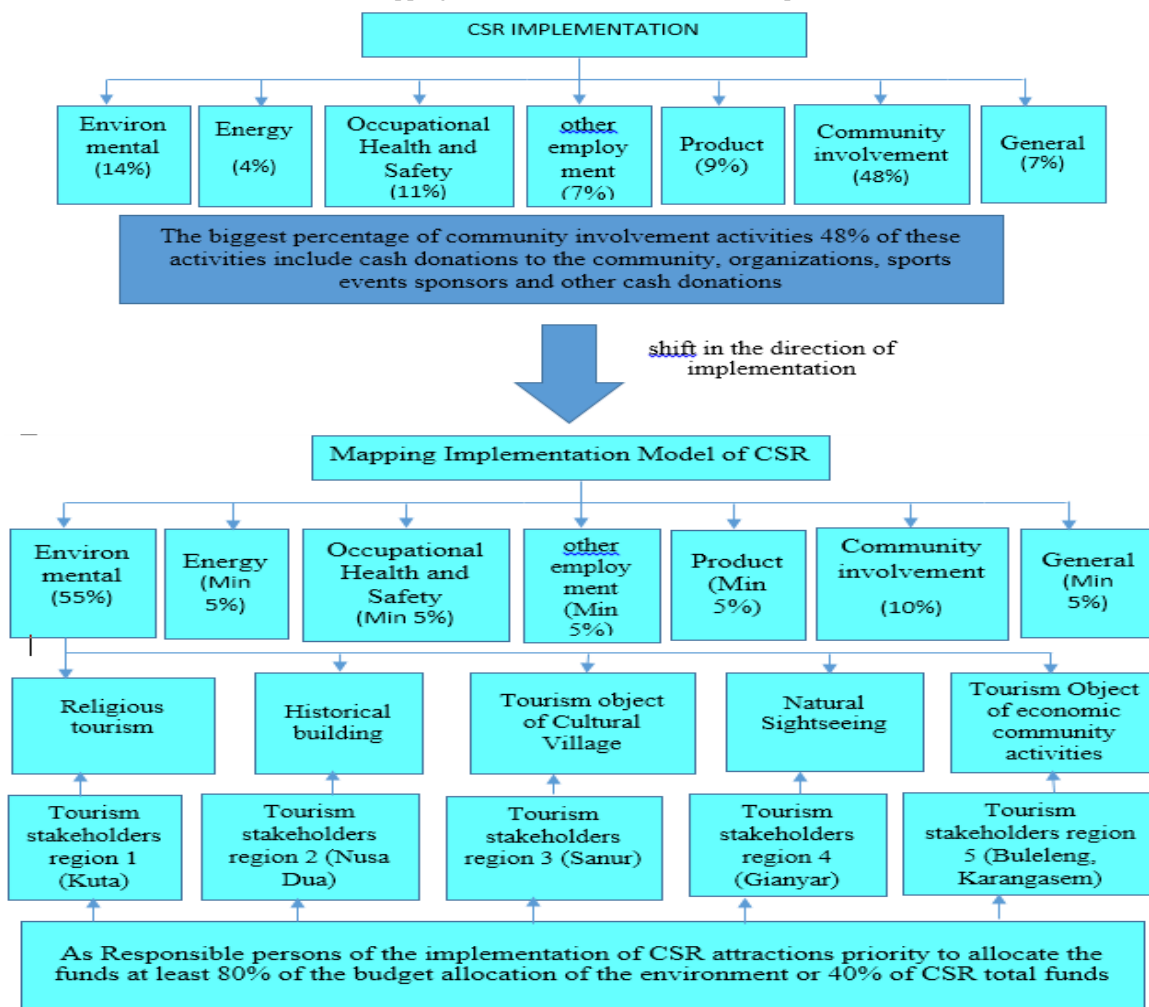 CSR IMPLEMENTATION
Environ
mental
(14%)
Energy
(4%)
Occupational
Health and
Safety
(11%)
other
employ
ment
(7%)
Product
(9%)
Community
involvement
(48%)
General
(7%)
The biggest percentage of community involvement activities 48% of these
activities include cash donations to the community, organizations, sports
events sponsors and other cash donations
shift in the direction of
implementation
Mapping Implementation Model of CSR
Environ
mental
(55%)
Energy
(Min
5%)
Occupational
Health and
Safety
(Min 5%)
other
employ
ment
(Min
5%)
Product
(Min
5%)
Community
involvement
(10%)
General
(Min
5%)
Religious
tourism
Historical
building
Tourism object
of Cultural
Village
Natural
Sightseeing
Tourism Object
of economic
community
activities
Tourism
stakeholders
region 1
(Kuta)
Tourism
stakeholders
region 2 (Nusa
Dua)
Tourism
stakeholders
region 3 (Sanur)
Tourism
stakeholders
region 4
(Gianyar)
Tourism
stakeholders region
5 (Buleleng,
Karangasem)
As Responsible persons of the implementation of CSR attractions priority to allocate the
funds at least 80% of the budget allocation of the environment or 40% of CSR total funds